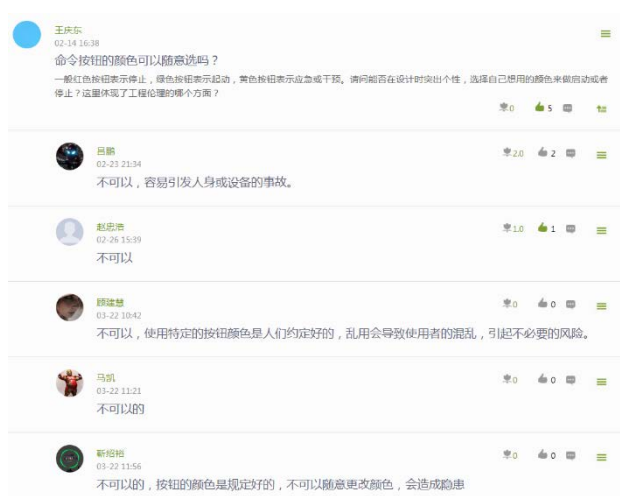 王庆东
02-14 16:38
命令按钮的颜色可以随意选吗？
一般红色按钮表示停止，绿色按钮表示起动，黄色按钮表示应急或干预。请问能否在设计时突出个性，选择自己想用的颜色来做启动或者
停止？这里体现了工程伦理的哪个方面？
0 5
吕鹏
02-23 21:34
2.0 2
不可以，容易引发人身或设备的事故。
赵忠浩
02-26 15:39
1.0 1
不可以
顾建慧
03-22 10:42
0 0
不可以，使用特定的按钮颜色是人们约定好的，乱用会导致使用者的混乱，引起不必要的风险。
马凯
03-22 11:21
0 0
不可以的
靳绍裕
03-22 11:56
0 0
不可以的，按钮的颜色是规定好的，不可以随意更改颜色，会造成隐患